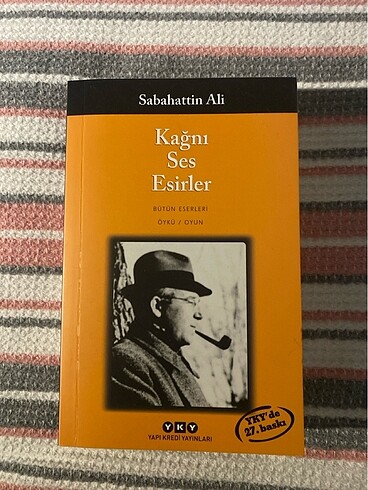 Sabahattin Ali
Kağnı
Ses
Esirler
BÜTÜN ESERLERİ
ÖYKÜ / OYUN
YKY'de
27. baskı
YKY
YAPI KREDİ YAYINLARI